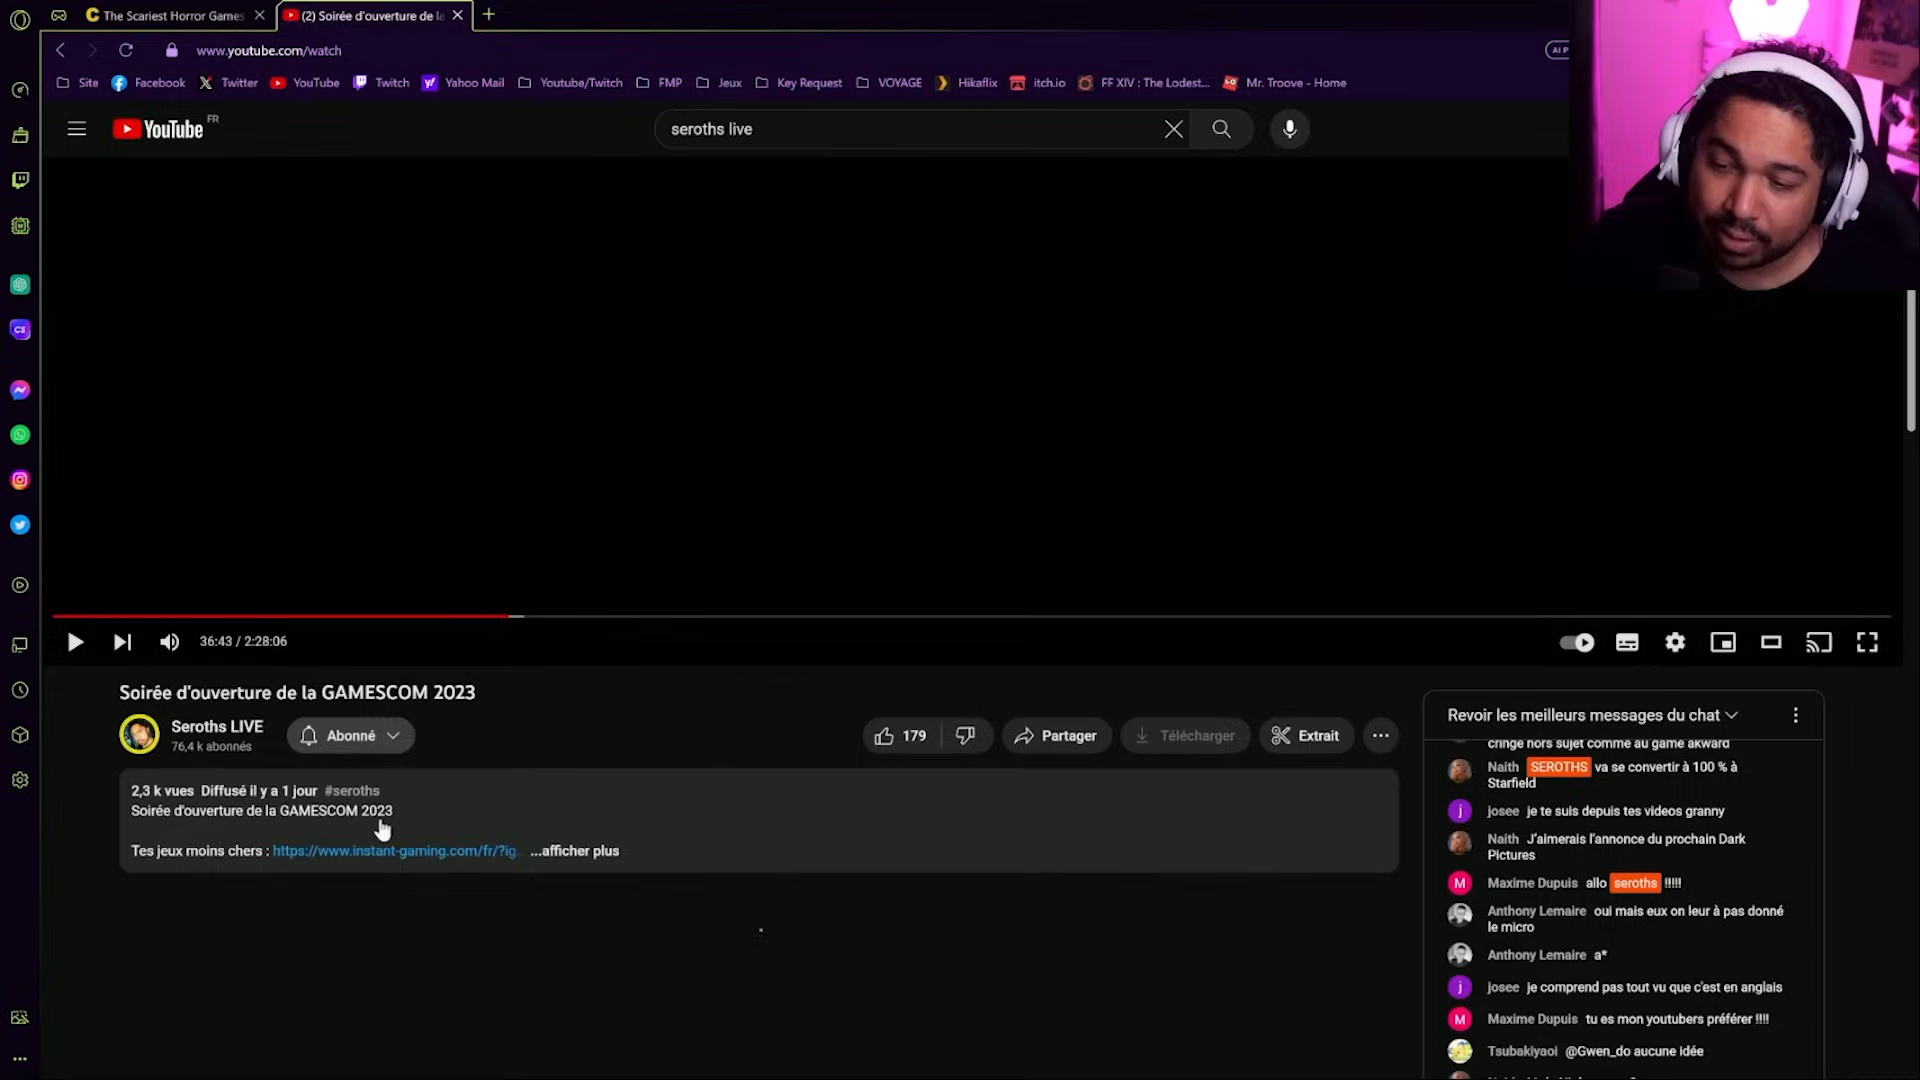 The Scariest Horror Games
(2) Soirée d'ouverture de la
www.youtube.com/watch
AI P
Site
Facebook
Twitter
YouTube
Twitch
Yahoo Mail
Youtube/Twitch
FMP
Jeux
Key Request
VOYAGE
Hikaflix
itch.io
FF XIV : The Lodest...
Mr. Troove - Home
YouTube FR
seroths live
36:43 / 2:28:06
Soirée d'ouverture de la GAMESCOM 2023
Seroths LIVE
76,4 k abonnés
Abonné
179
Partager
Télécharger
Extrait
2,3 k vues Diffusé il y a 1 jour #seroths
Soirée d'ouverture de la GAMESCOM 2023
Tes jeux moins chers : https://www.instant-gaming.com/fr/?ig... ...afficher plus
Revoir les meilleurs messages du chat
cringe hors sujet comme au game akward
Naith SEROTHS va se convertir à 100 % à
Starfield
josee je te suis depuis tes videos granny
Naith J'aimerais l'annonce du prochain Dark
Pictures
Maxime Dupuis allo seroths !!!!!
Anthony Lemaire oui mais eux on leur à pas donné
le micro
Anthony Lemaire a*
josee je comprend pas tout vu que c'est en anglais
Maxime Dupuis tu es mon youtubers préférer !!!!
Tsubakiyaoi @Gwen_do aucune idée